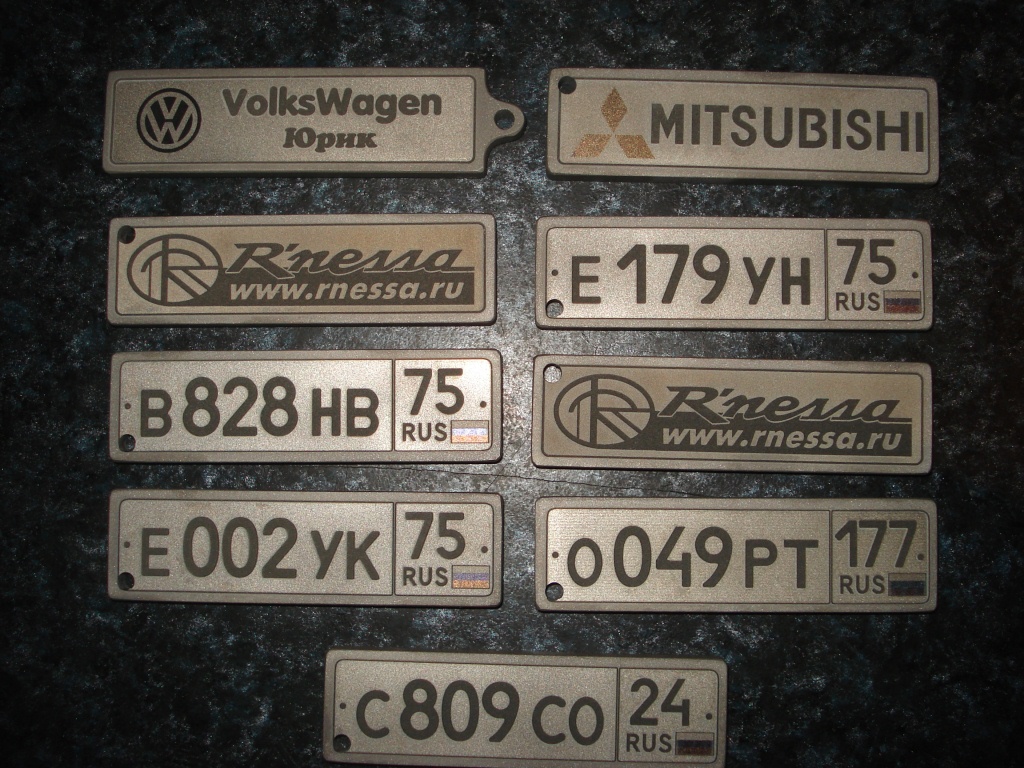 VolksWagen
Юрик
MITSUBISHI
R'nessa
www.rnessa.ru
Е 179 УН 75
RUS
В 828 НВ 75
RUS
R'nessa
www.rnessa.ru
Е 002 УК 75
RUS
О 049 РТ 177
RUS
С 809 СО 24
RUS